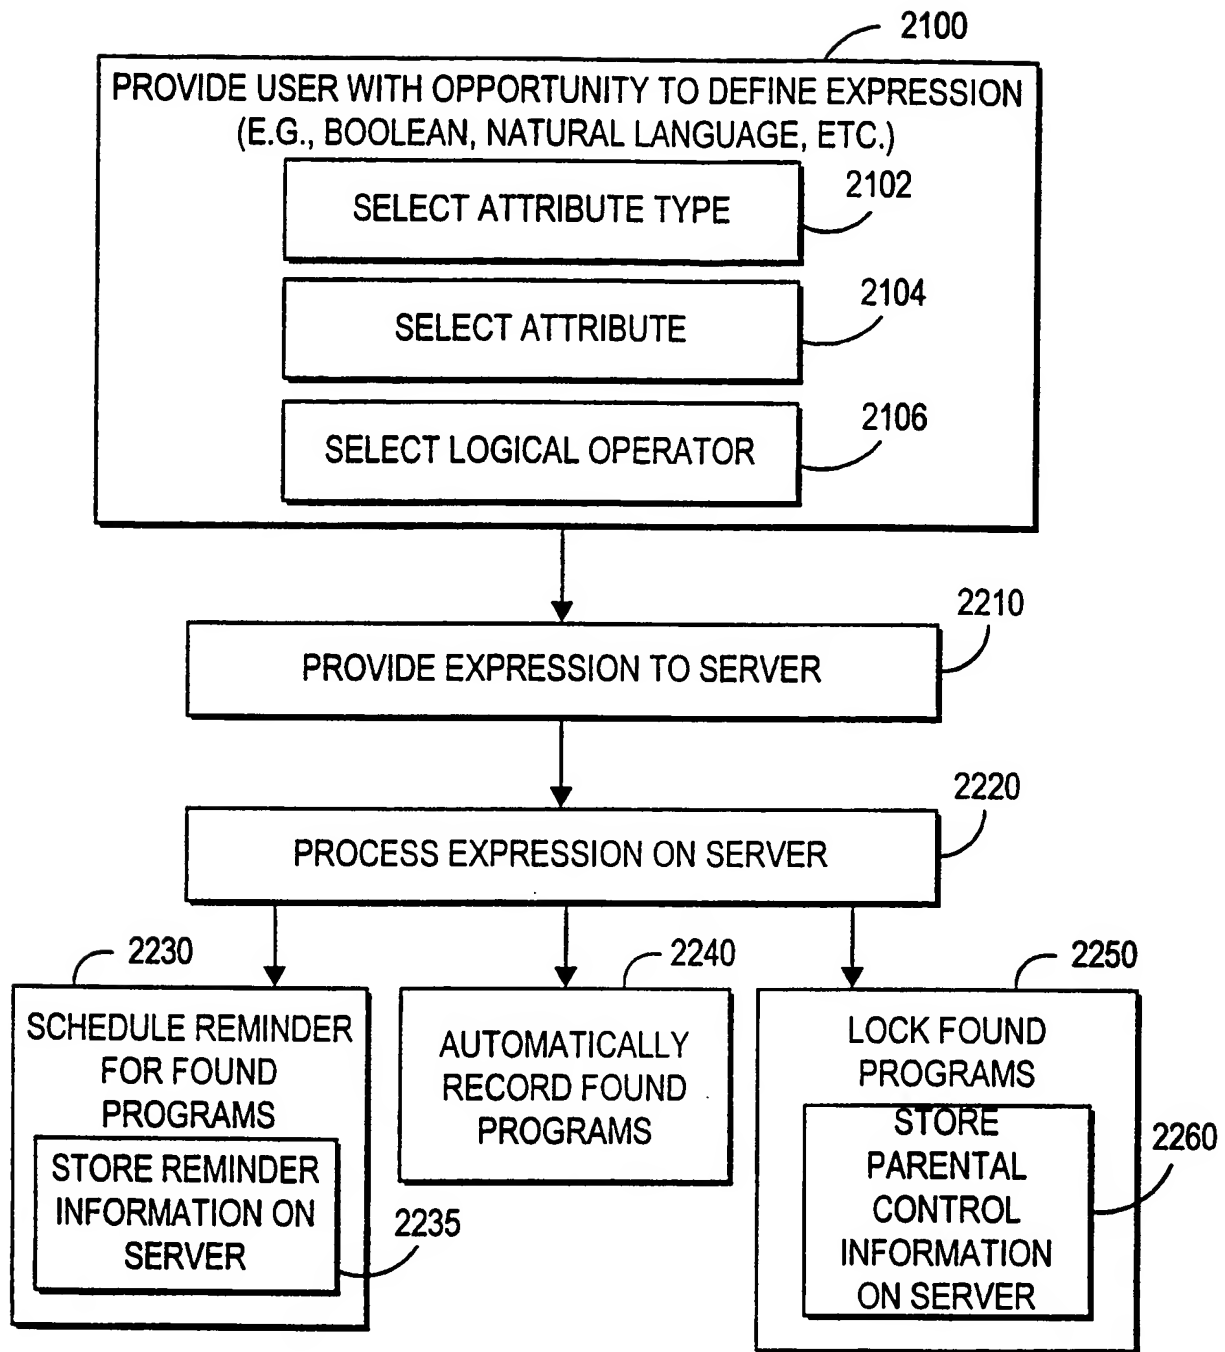 2100
PROVIDE USER WITH OPPORTUNITY TO DEFINE EXPRESSION
(E.G., BOOLEAN, NATURAL LANGUAGE, ETC.)
SELECT ATTRIBUTE TYPE
2102
SELECT ATTRIBUTE
2104
SELECT LOGICAL OPERATOR
2106
PROVIDE EXPRESSION TO SERVER
2210
PROCESS EXPRESSION ON SERVER
2220
2230
SCHEDULE REMINDER
FOR FOUND
PROGRAMS
STORE REMINDER
INFORMATION ON
SERVER
2235
2240
AUTOMATICALLY
RECORD FOUND
PROGRAMS
2250
LOCK FOUND
PROGRAMS
STORE
PARENTAL
CONTROL
INFORMATION
ON SERVER
2260